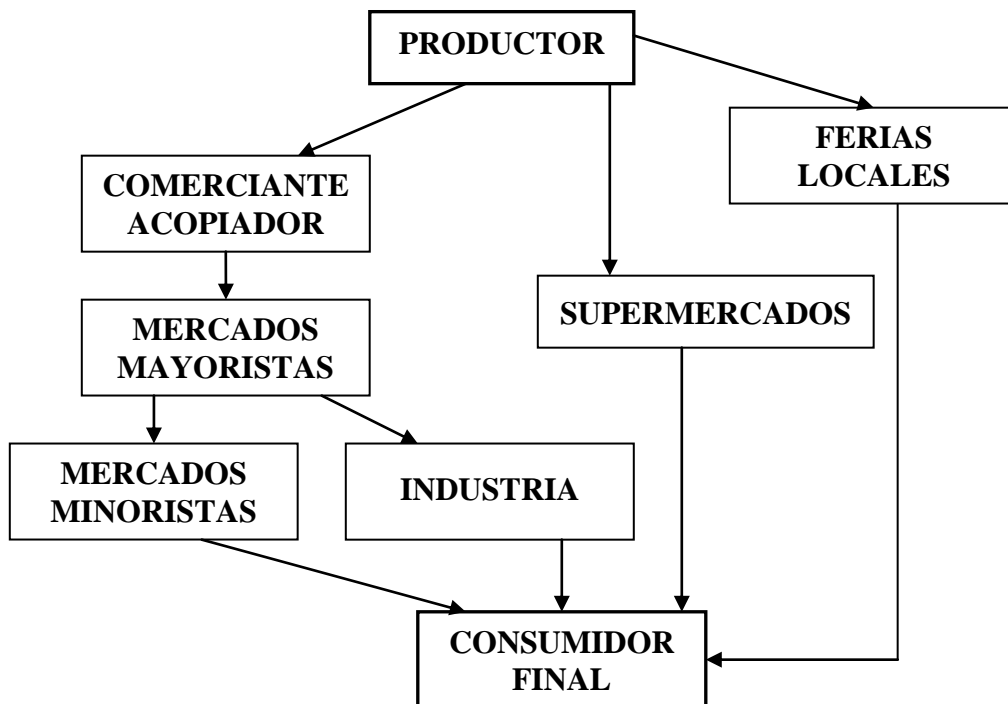 PRODUCTOR
FERIAS
LOCALES
COMERCIANTE
ACOPIADOR
SUPERMERCADOS
MERCADOS
MAYORISTAS
MERCADOS
MINORISTAS
INDUSTRIA
CONSUMIDOR
FINAL